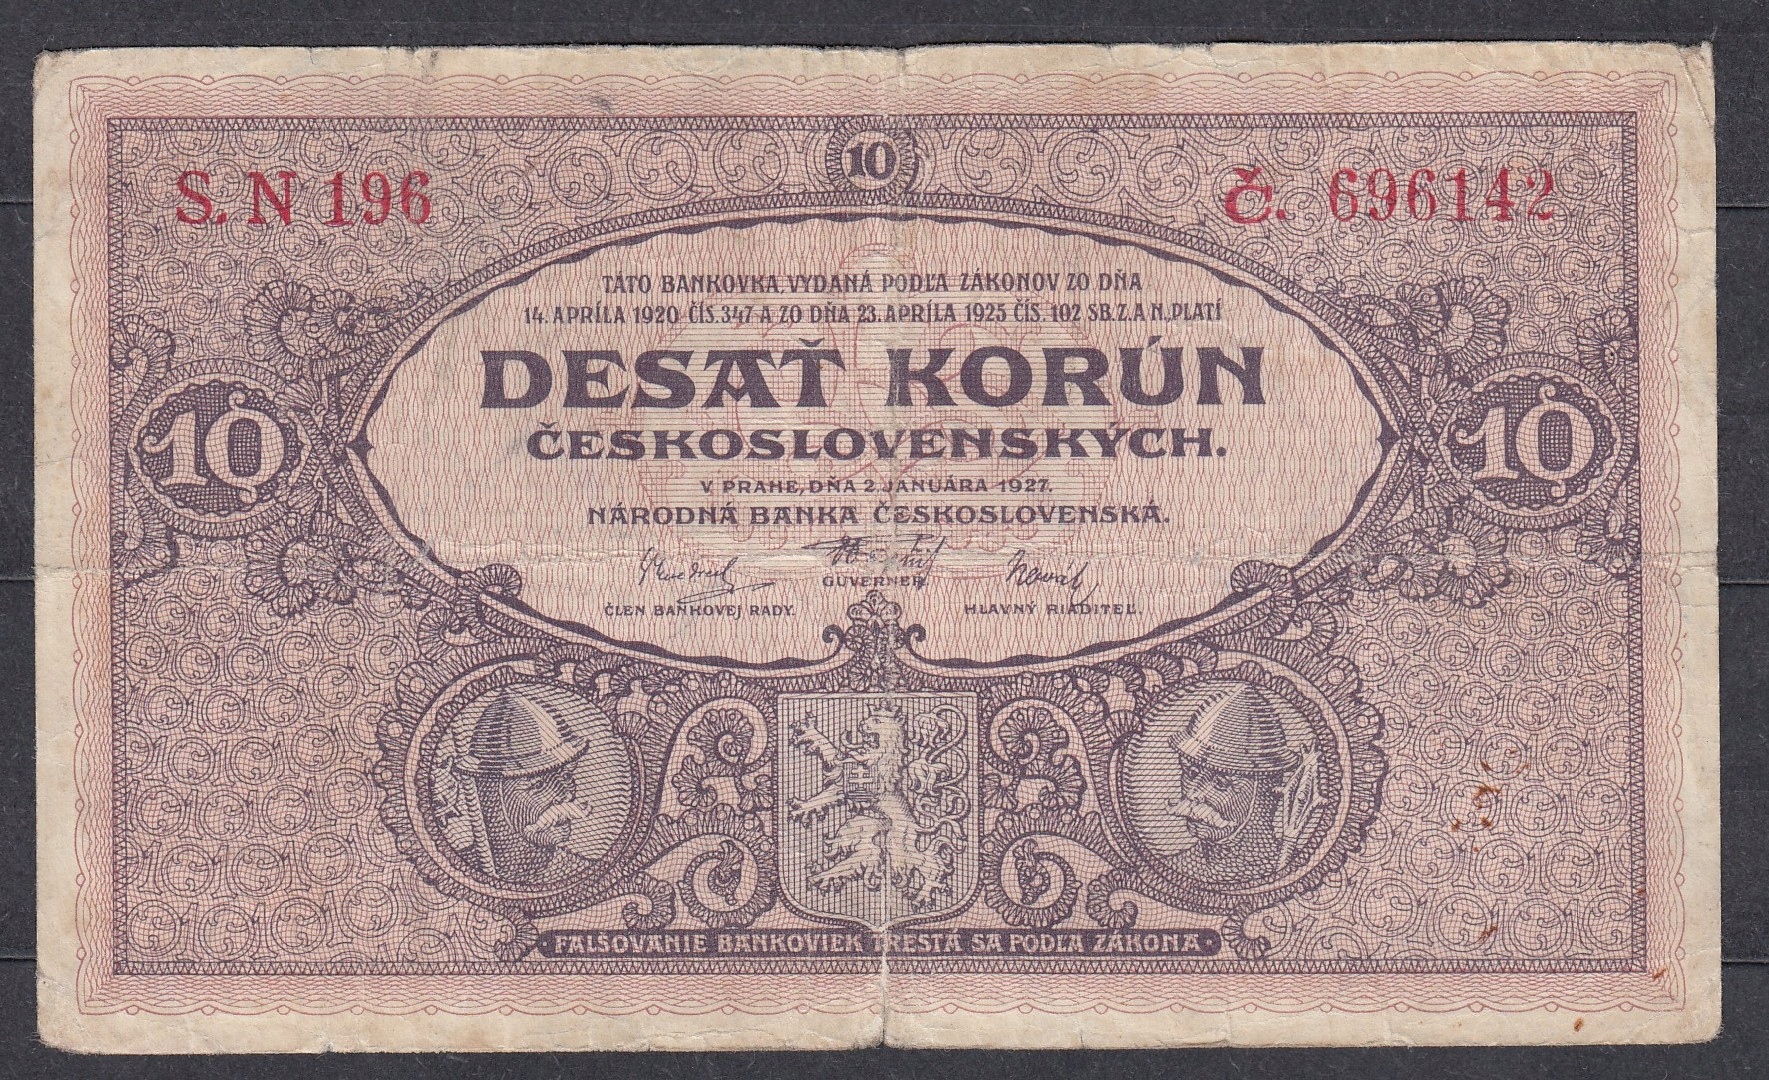 10
S. N 196
Č. 696142
TÁTO BANKOVKA, VYDANÁ PODĽA ZÁKONOV ZO DŇA
14. APRÍLA 1920 ČÍS. 347 A ZO DŇA 23. APRÍLA 1925 ČÍS. 102 SB. Z. A N., PLATÍ
DESAŤ KORÚN
ČESKOSLOVENSKÝCH.
10
10
V PRAHE, DŇA 2. JANUÁRA 1927.
NÁRODNÁ BANKA ČESKOSLOVENSKÁ.
GUVERNER.
ČLEN BANKOVEJ RADY.
HLAVNÝ RIADITEĽ.
· FALŠOVANIE BANKOVIEK TRESTÁ SA PODĽA ZÁKONA ·